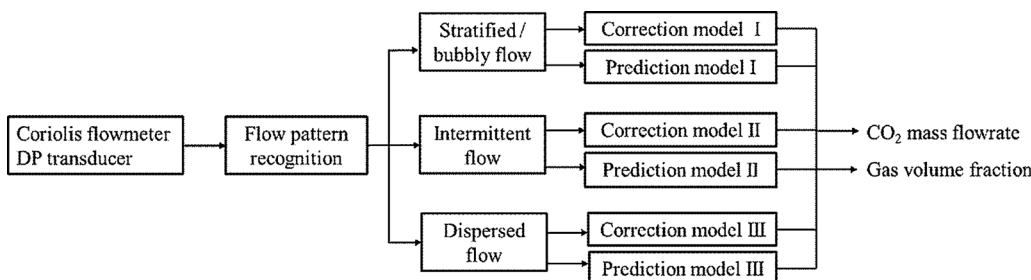 Coriolis flowmeter
DP transducer
Flow pattern
recognition
Stratified /
bubbly flow
Correction model I
Prediction model I
Intermittent
flow
Correction model II
Prediction model II
Dispersed
flow
Correction model III
Prediction model III
CO₂ mass flowrate
Gas volume fraction